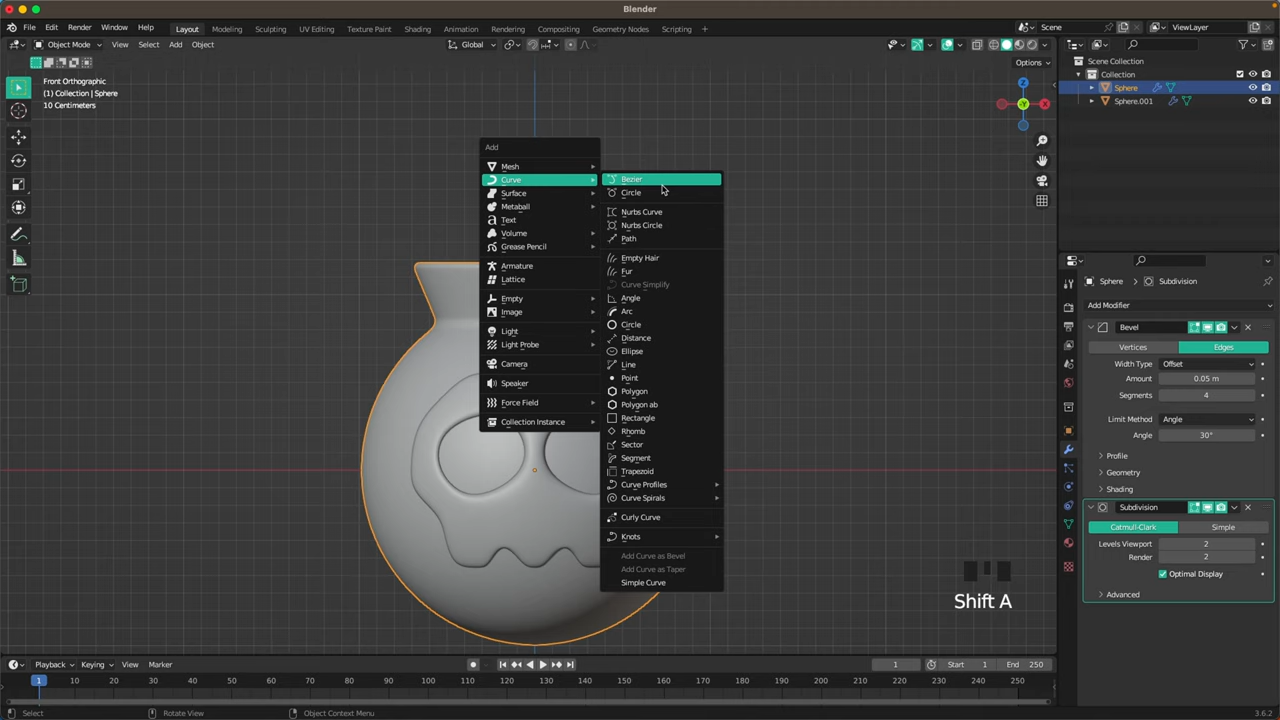 Blender
File Edit Render Window Help Layout Modeling Sculpting UV Editing Texture Paint Shading Animation Rendering Compositing Geometry Nodes Scripting + Scene ViewLayer
Object Mode View Select Add Object Global
Options
Front Orthographic
(1) Collection | Sphere
10 Centimeters
Z
-Y
X
Scene Collection
Collection
Sphere
Sphere.001
Add
Mesh
Curve
Surface
Metaball
Text
Volume
Grease Pencil
Armature
Lattice
Empty
Image
Light
Light Probe
Camera
Speaker
Force Field
Collection Instance
Bezier
Circle
Nurbs Curve
Nurbs Circle
Path
Empty Hair
Fur
Curve Simplify
Angle
Arc
Circle
Distance
Ellipse
Line
Point
Polygon
Polygon ab
Rectangle
Rhomb
Sector
Segment
Trapezoid
Curve Profiles
Curve Spirals
Curly Curve
Knots
Add Curve as Bevel
Add Curve as Taper
Simple Curve
Sphere Subdivision
Add Modifier
Bevel
Vertices Edges
Width Type Offset
Amount 0.05 m
Segments 4
Limit Method Angle
Angle 30°
Profile
Geometry
Shading
Subdivision
Catmull-Clark Simple
Levels Viewport 2
Render 2
Optimal Display
Advanced
Shift A
Playback Keying View Marker 1 Start 1 End 250
1 10 20 30 40 50 60 70 80 90 100 110 120 130 140 150 160 170 180 190 200 210 220 230 240 250
Select Rotate View Object Context Menu 3.6.2